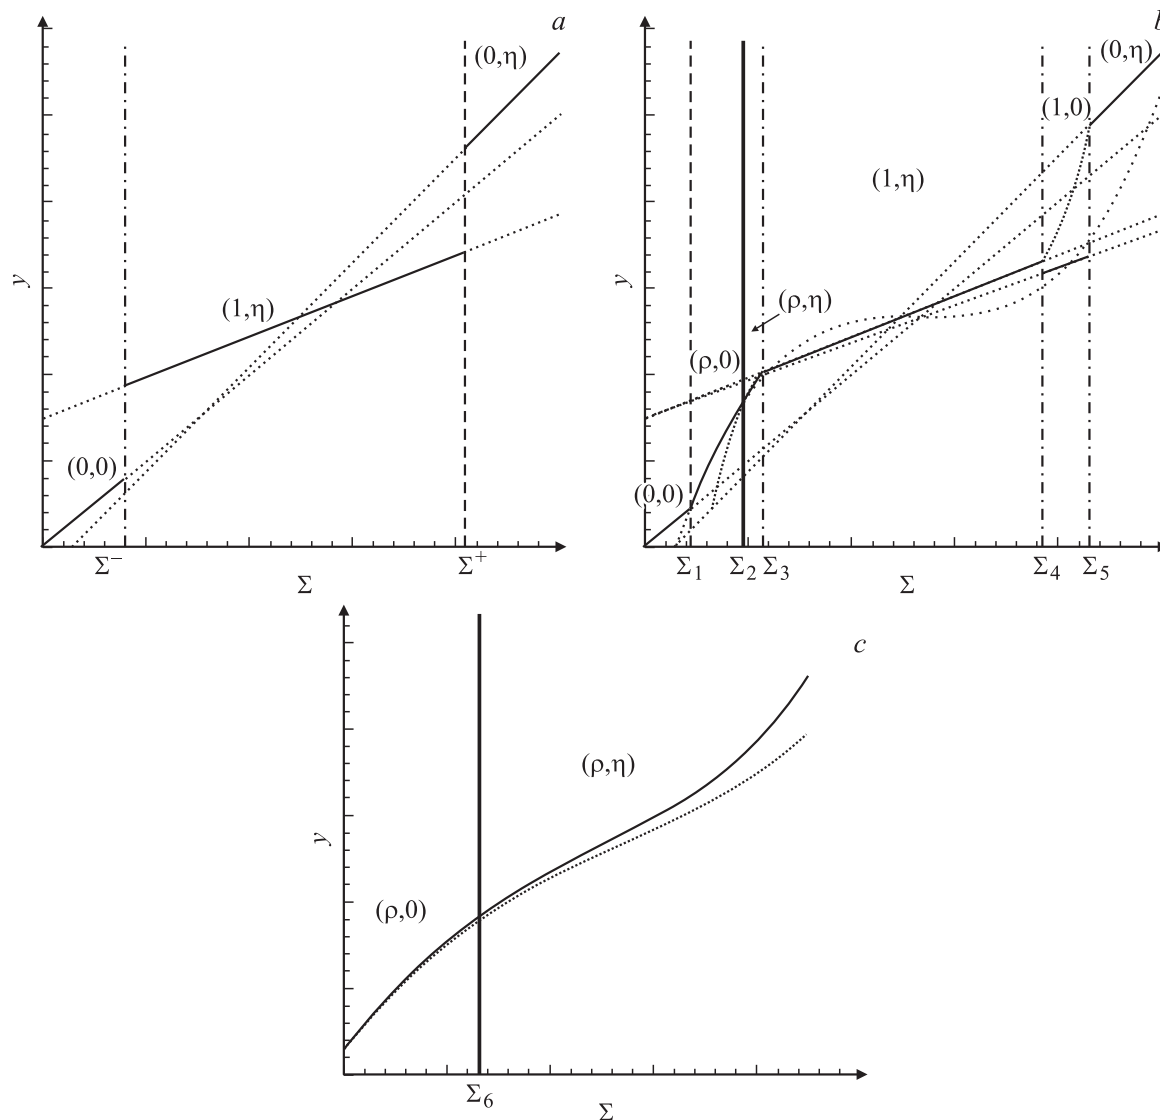 a
(0,η)
y
(1,η)
(0,0)
Σ⁻
Σ⁺
Σ
b
(0,η)
(1,0)
(1,η)
y
(ρ,η)
(ρ,0)
(0,0)
Σ₁
Σ₂
Σ₃
Σ₄
Σ₅
Σ
c
(ρ,η)
y
(ρ,0)
Σ₆
Σ